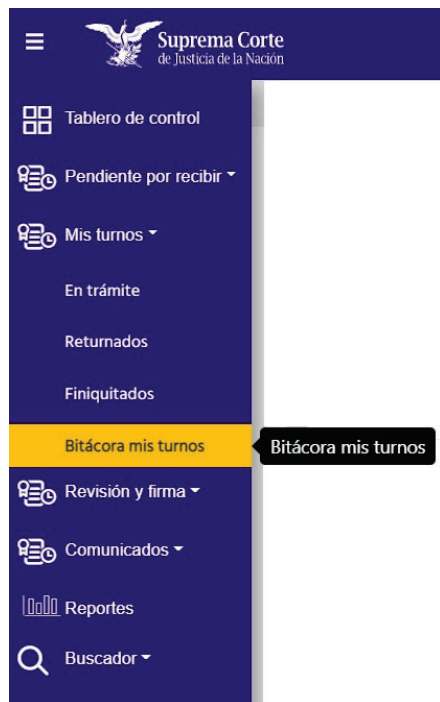 Suprema Corte
de Justicia de la Nación
Tablero de control
Pendiente por recibir
Mis turnos
En trámite
Returnados
Finiquitados
Bitácora mis turnos
Bitácora mis turnos
Revisión y firma
Comunicados
Reportes
Buscador